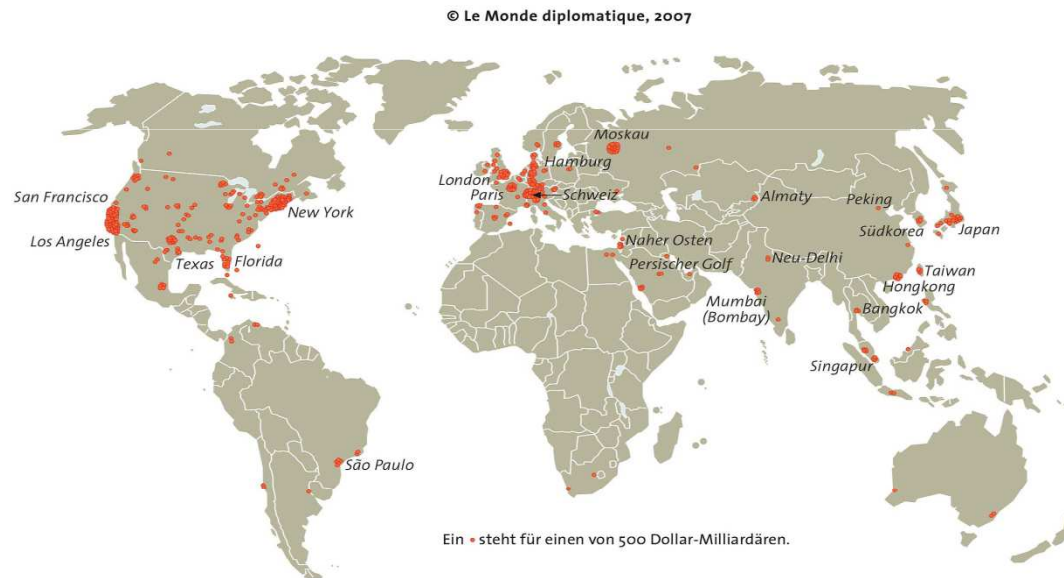 © Le Monde diplomatique, 2007
Moskau
Hamburg
London
Paris
Schweiz
San Francisco
New York
Los Angeles
Texas
Florida
Almaty
Peking
Südkorea
Japan
Naher Osten
Neu-Delhi
Persischer Golf
Taiwan
Hongkong
Mumbai
(Bombay)
Bangkok
Singapur
São Paulo
Ein • steht für einen von 500 Dollar-Milliardären.